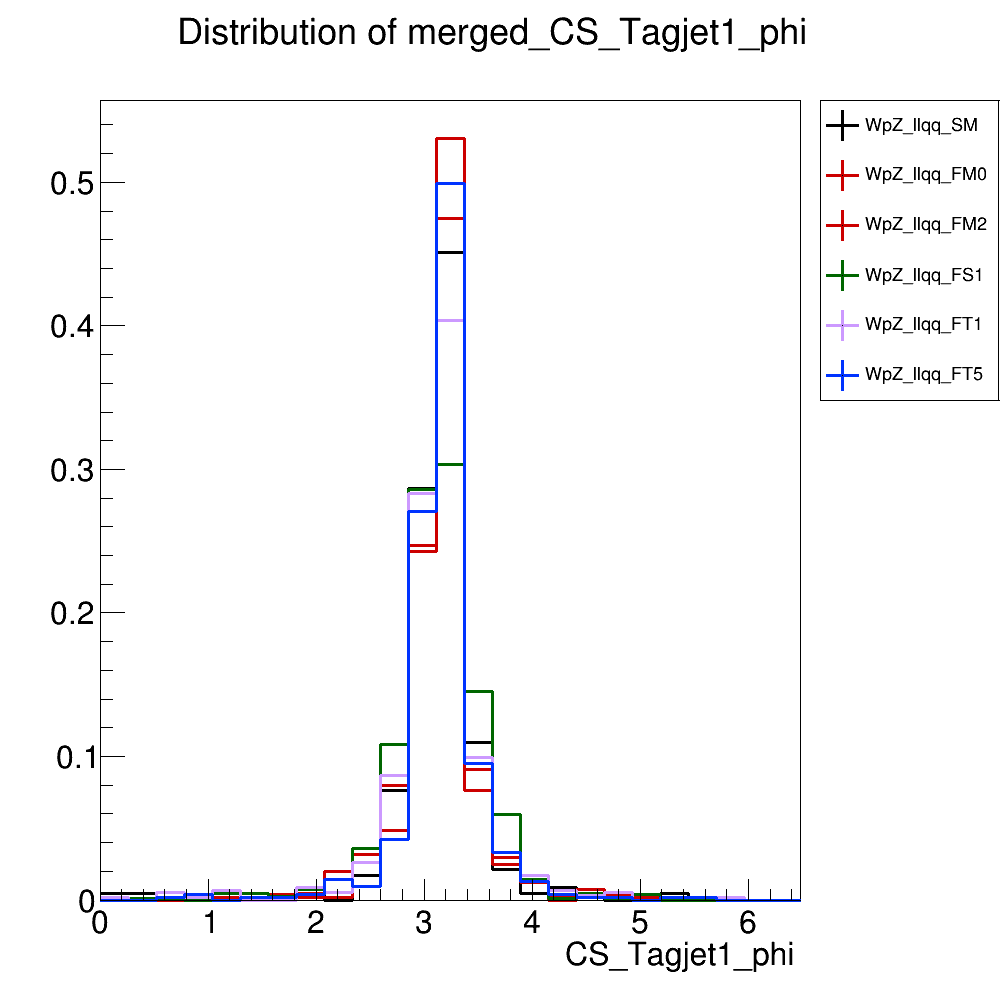 Distribution of merged_CS_Tagjet1_phi
WpZ_llqq_SM
WpZ_llqq_FM0
WpZ_llqq_FM2
WpZ_llqq_FS1
WpZ_llqq_FT1
WpZ_llqq_FT5
0.5
0.4
0.3
0.2
0.1
0
0 1 2 3 4 5 6
CS_Tagjet1_phi